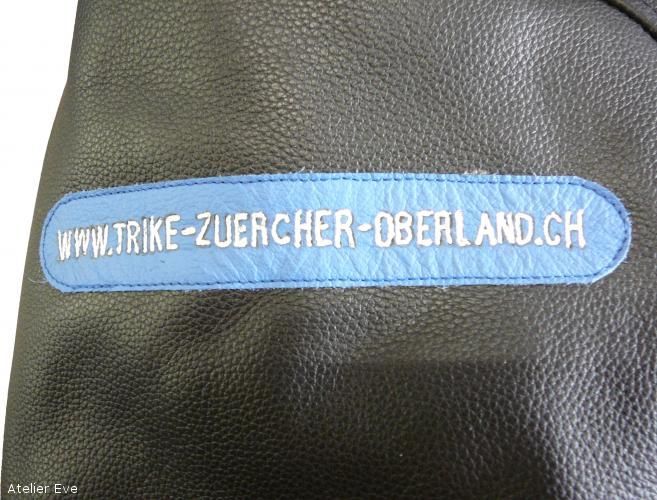 WWW.TRIKE-ZUERCHER-OBERLAND.CH
Atelier Eve